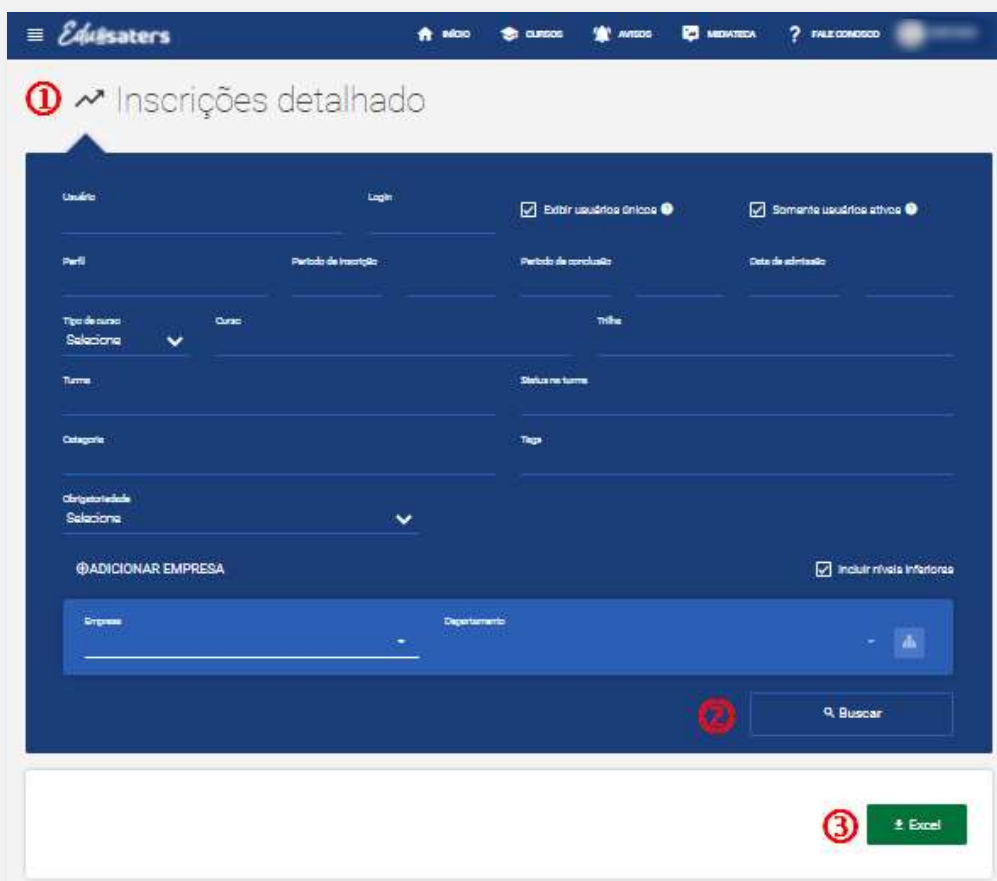 Edusaters INÍCIO CURSOS AVISOS MIDIATECA ? FALE CONOSCO
1 Inscrições detalhado
Usuário Login Exibir usuários únicos ? Somente usuários ativos ?
Perfil Período de inscrição Período de conclusão Data de admissão
Tipo de curso Curso Trilha
Selecione
Turma Status na turma
Categoria Tags
Obrigatoriedade
Selecione
ADICIONAR EMPRESA Incluir níveis inferiores
Empresa Departamento
2 Buscar
3 Excel